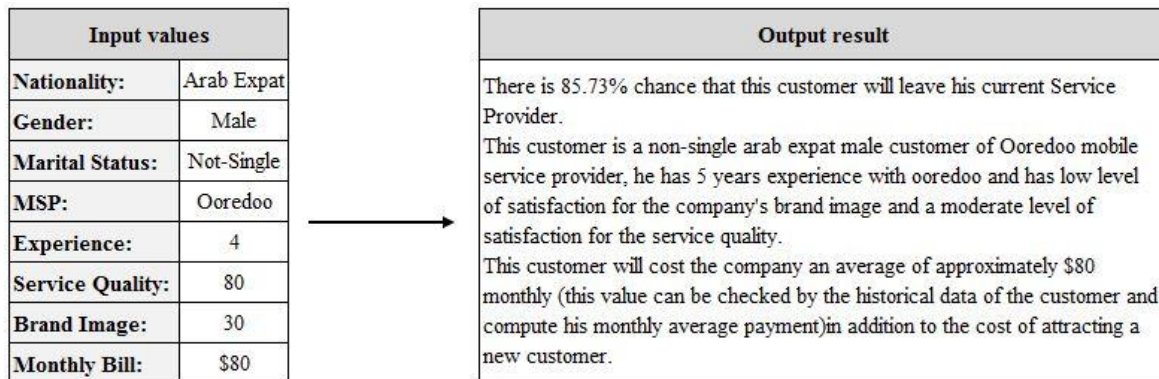 Input values
Nationality: Arab Expat
Gender: Male
Marital Status: Not-Single
MSP: Ooredoo
Experience: 4
Service Quality: 80
Brand Image: 30
Monthly Bill: $80
Output result
There is 85.73% chance that this customer will leave his current Service
Provider.
This customer is a non-single arab expat male customer of Ooredoo mobile
service provider, he has 5 years experience with ooredoo and has low level
of satisfaction for the company's brand image and a moderate level of
satisfaction for the service quality.
This customer will cost the company an average of approximately $80
monthly (this value can be checked by the historical data of the customer and
compute his monthly average payment)in addition to the cost of attracting a
new customer.